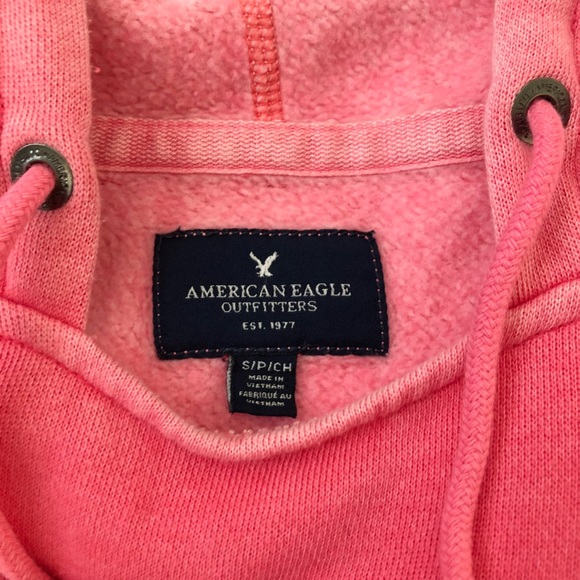 AMERICAN EAGLE
OUTFITTERS
EST. 1977
S/P/CH
MADE IN
VIETNAM
FABRIQUÉ AU
VIETNAM